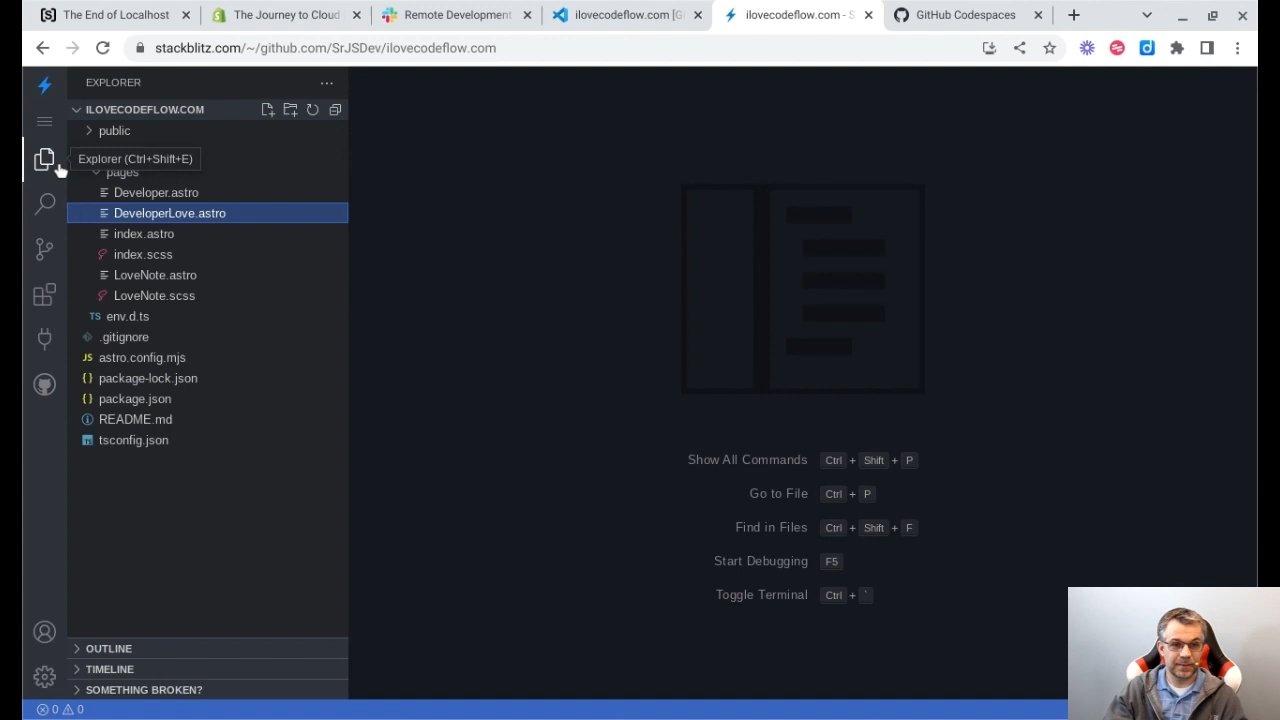 The End of Localhost
The Journey to Cloud
Remote Development
ilovecodeflow.com [G
ilovecodeflow.com - S
GitHub Codespaces
stackblitz.com/~/github.com/SrJSDev/ilovecodeflow.com
EXPLORER
ILOVECODEFLOW.COM
public
Explorer (Ctrl+Shift+E)
pages
Developer.astro
DeveloperLove.astro
index.astro
index.scss
LoveNote.astro
LoveNote.scss
TS env.d.ts
.gitignore
JS astro.config.mjs
{ } package-lock.json
{ } package.json
README.md
tsconfig.json
Show All Commands Ctrl + Shift + P
Go to File Ctrl + P
Find in Files Ctrl + Shift + F
Start Debugging F5
Toggle Terminal Ctrl + `
OUTLINE
TIMELINE
SOMETHING BROKEN?
0 0